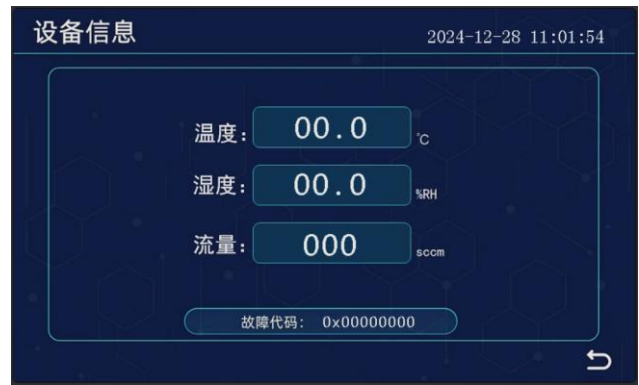 设备信息 2024-12-28 11:01:54
温度: 00.0 ℃
湿度: 00.0 %RH
流量: 000 sccm
故障代码: 0x00000000